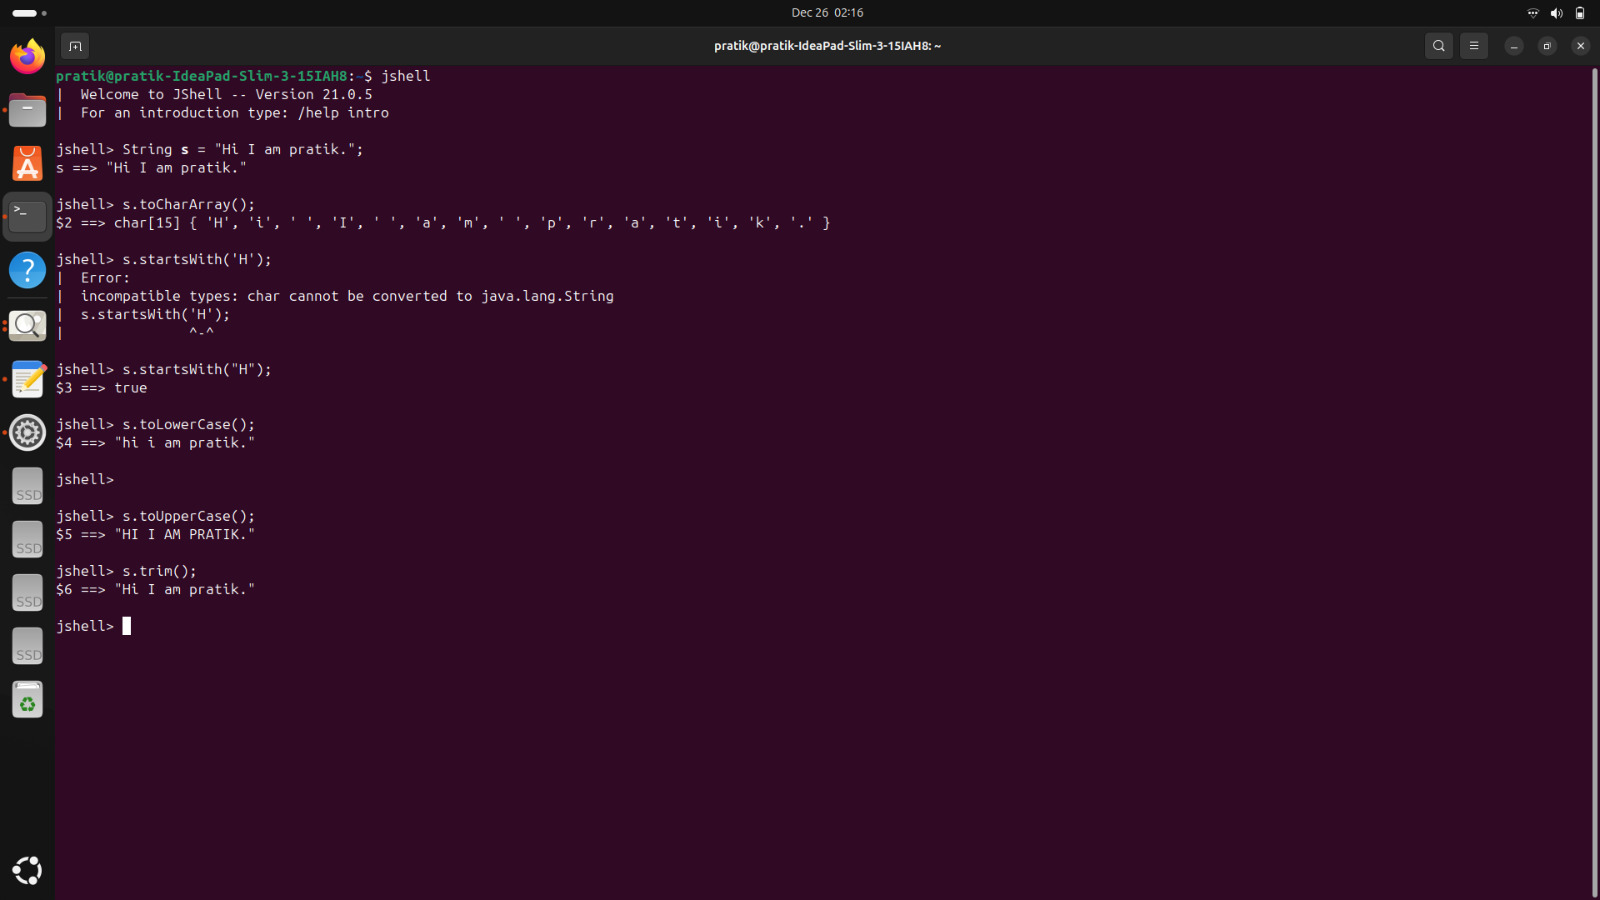 Dec 26 02:16
pratik@pratik-IdeaPad-Slim-3-15IAH8: ~
pratik@pratik-IdeaPad-Slim-3-15IAH8:~$ jshell
| Welcome to JShell -- Version 21.0.5
| For an introduction type: /help intro
jshell> String s = "Hi I am pratik.";
s ==> "Hi I am pratik."
jshell> s.toCharArray();
$2 ==> char[15] { 'H', 'i', ' ', 'I', ' ', 'a', 'm', ' ', 'p', 'r', 'a', 't', 'i', 'k', '.' }
jshell> s.startsWith('H');
| Error:
| incompatible types: char cannot be converted to java.lang.String
| s.startsWith('H');
| ^-^
jshell> s.startsWith("H");
$3 ==> true
jshell> s.toLowerCase();
$4 ==> "hi i am pratik."
jshell>
jshell> s.toUpperCase();
$5 ==> "HI I AM PRATIK."
jshell> s.trim();
$6 ==> "Hi I am pratik."
jshell>
SSD
SSD
SSD
SSD